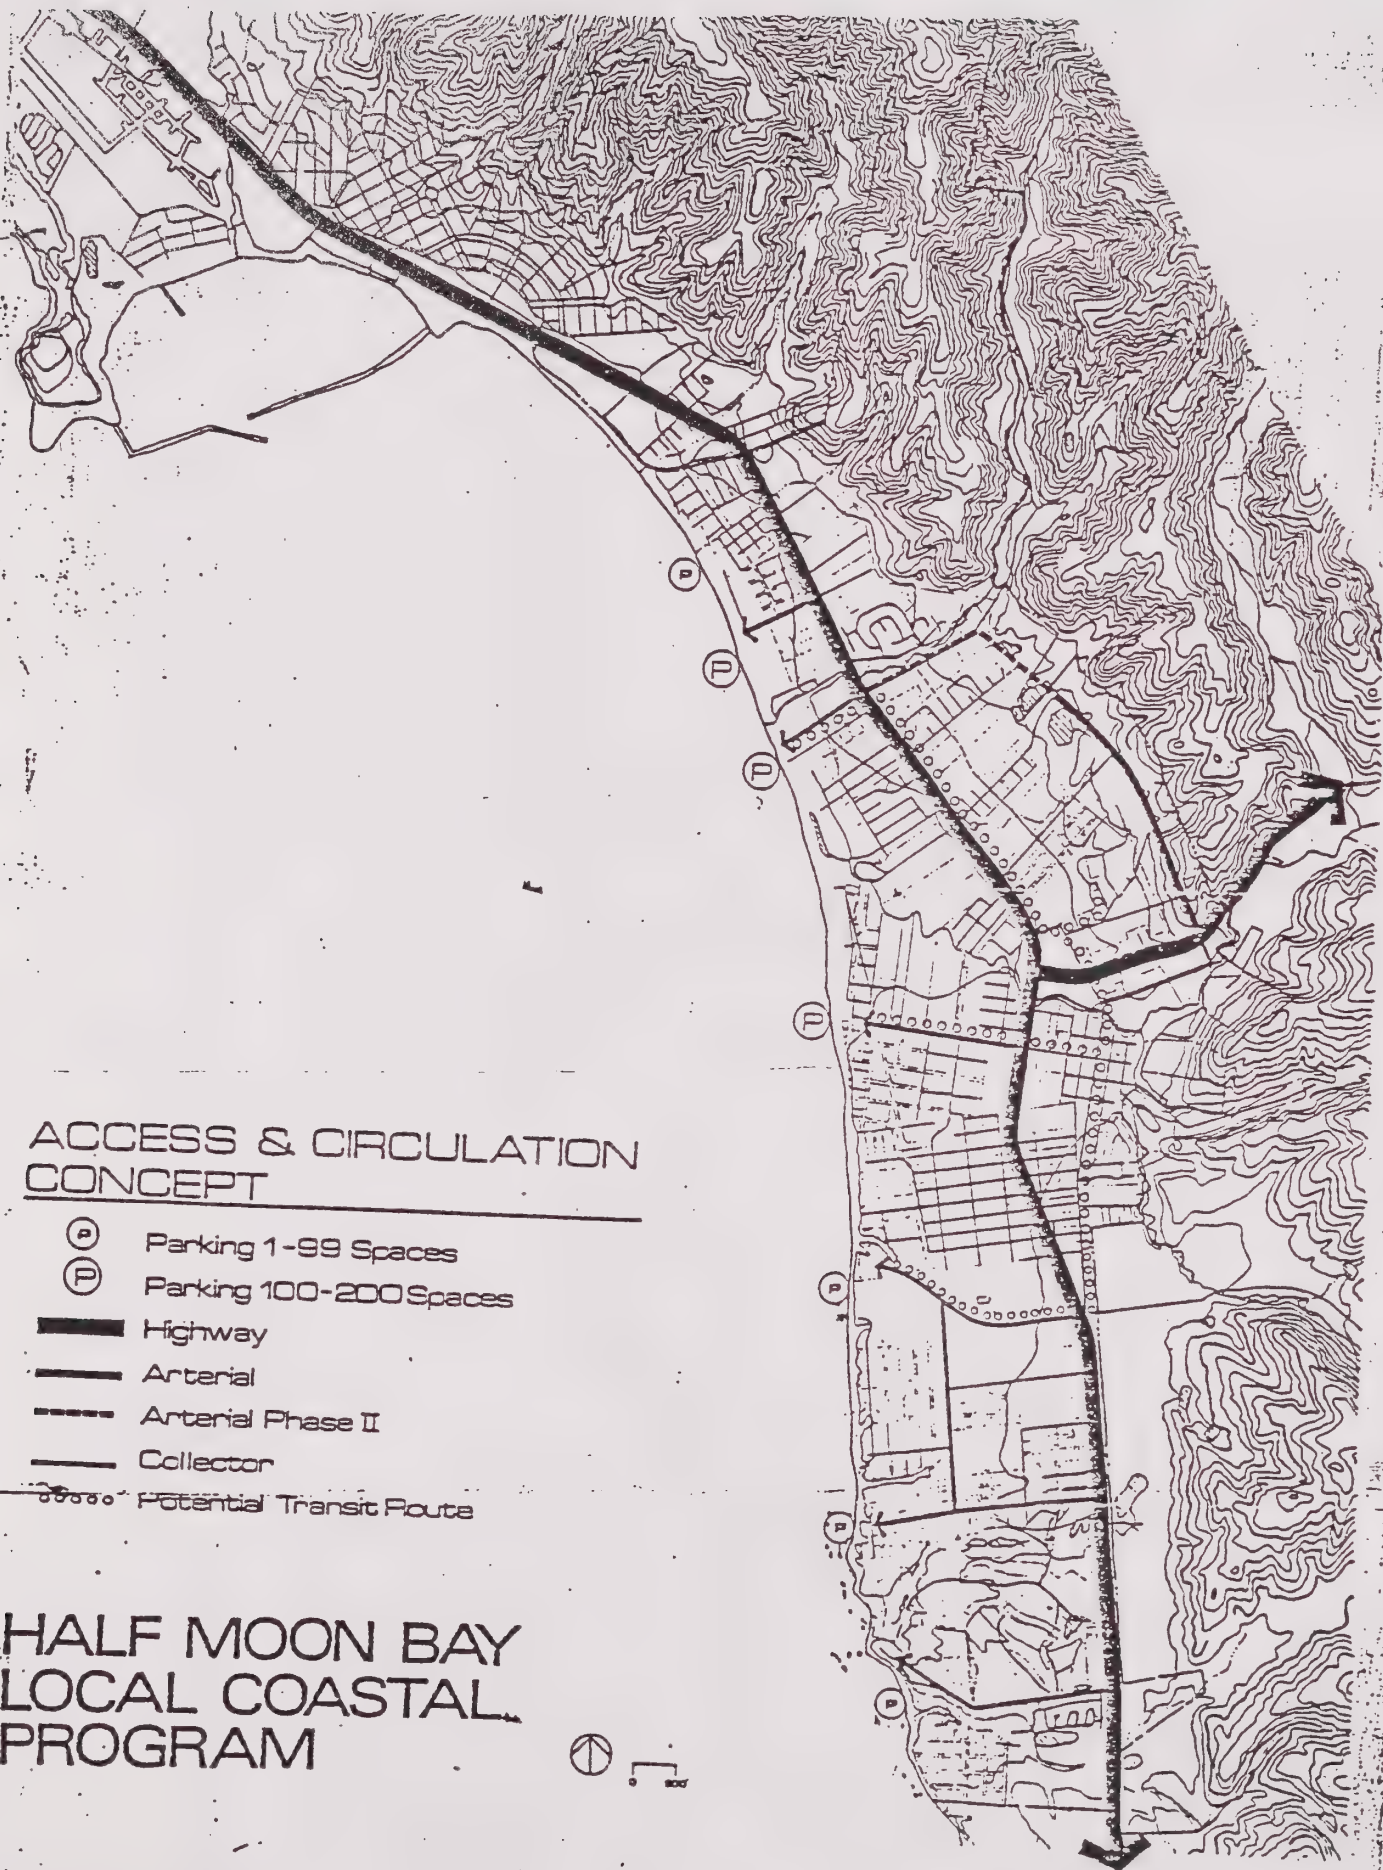 P
P
P
P
P
P
P
ACCESS & CIRCULATION
CONCEPT
P Parking 1-99 Spaces
P Parking 100-200 Spaces
Highway
Arterial
Arterial Phase II
Collector
Potential Transit Route
HALF MOON BAY
LOCAL COASTAL
PROGRAM
0